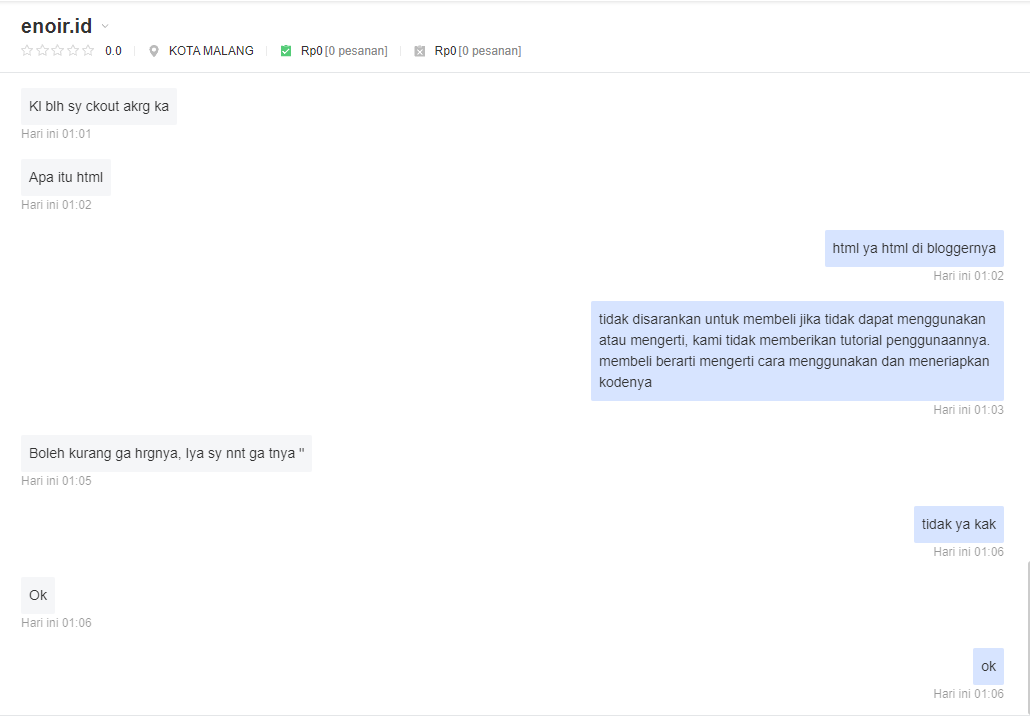 enoir.id
0.0 KOTA MALANG Rp0 [0 pesanan] Rp0 [0 pesanan]
Kl blh sy ckout akrg ka
Hari ini 01:01
Apa itu html
Hari ini 01:02
html ya html di bloggernya
Hari ini 01:02
tidak disarankan untuk membeli jika tidak dapat menggunakan
atau mengerti, kami tidak memberikan tutorial penggunaannya.
membeli berarti mengerti cara menggunakan dan meneriapkan
kodenya
Hari ini 01:03
Boleh kurang ga hrgnya, Iya sy nnt ga tnya "
Hari ini 01:05
tidak ya kak
Hari ini 01:06
Ok
Hari ini 01:06
ok
Hari ini 01:06